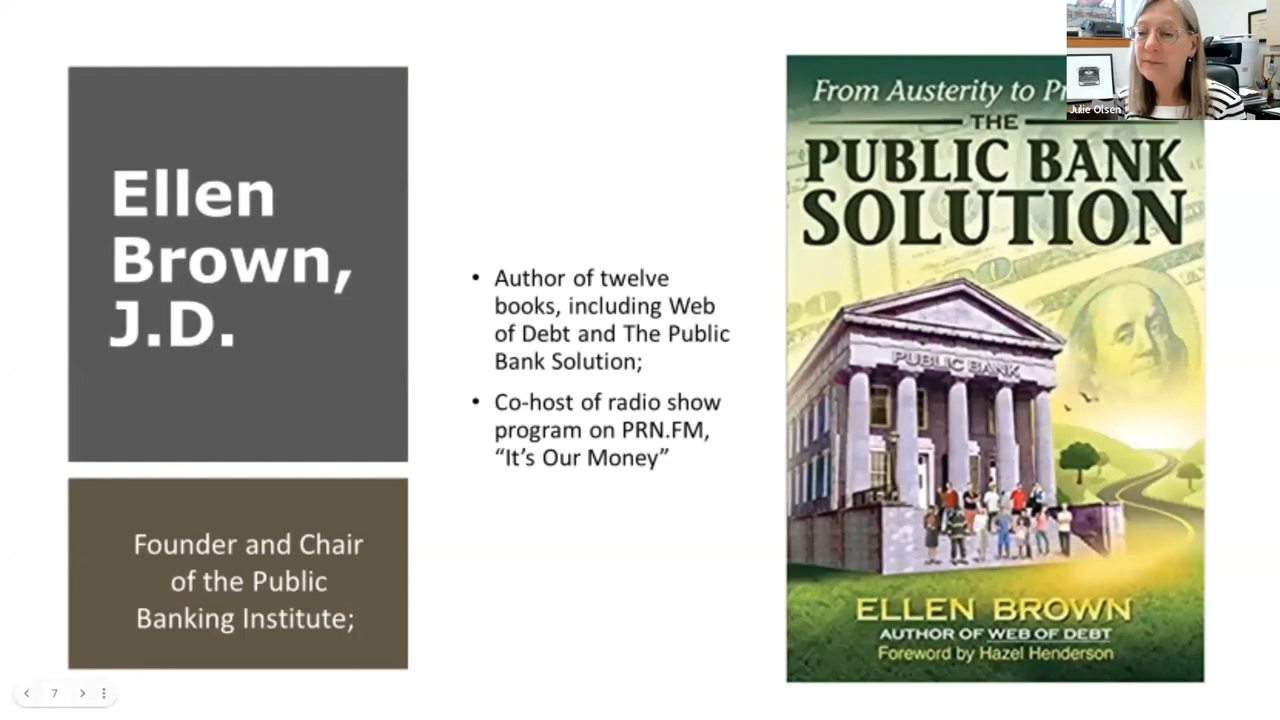 Ellen
Brown,
J.D.
Founder and Chair
of the Public
Banking Institute;
• Author of twelve
books, including Web
of Debt and The Public
Bank Solution;
• Co-host of radio show
program on PRN.FM,
“It’s Our Money”
From Austerity to
THE
PUBLIC BANK
SOLUTION
PUBLIC BANK
ELLEN BROWN
AUTHOR OF WEB OF DEBT
Foreword by Hazel Henderson
Julie Olsen
7